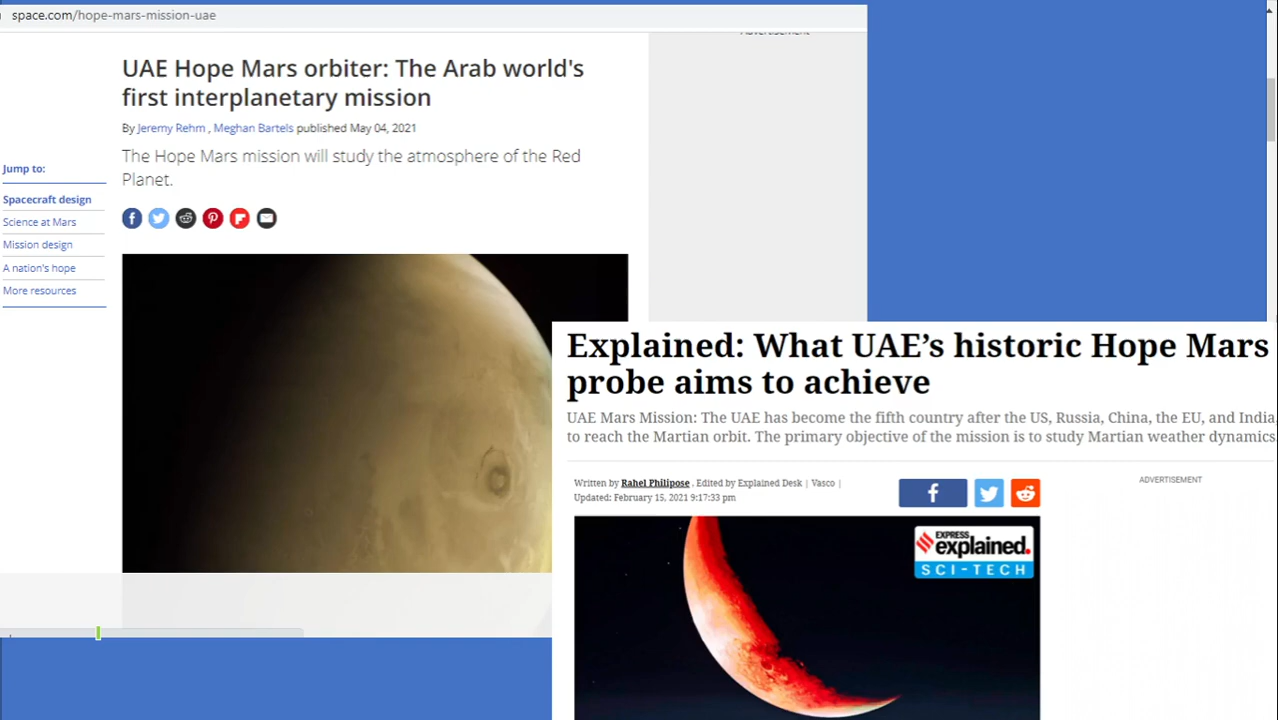 space.com/hope-mars-mission-uae
Advertisement
UAE Hope Mars orbiter: The Arab world's
first interplanetary mission
By Jeremy Rehm , Meghan Bartels published May 04, 2021
The Hope Mars mission will study the atmosphere of the Red
Planet.
Jump to:
Spacecraft design
Science at Mars
Mission design
A nation's hope
More resources
Explained: What UAE’s historic Hope Mars
probe aims to achieve
UAE Mars Mission: The UAE has become the fifth country after the US, Russia, China, the EU, and India
to reach the Martian orbit. The primary objective of the mission is to study Martian weather dynamics.
Written by Rahel Philipose , Edited by Explained Desk | Vasco |
Updated: February 15, 2021 9:17:33 pm
ADVERTISEMENT
EXPRESS
explained.
SCI-TECH